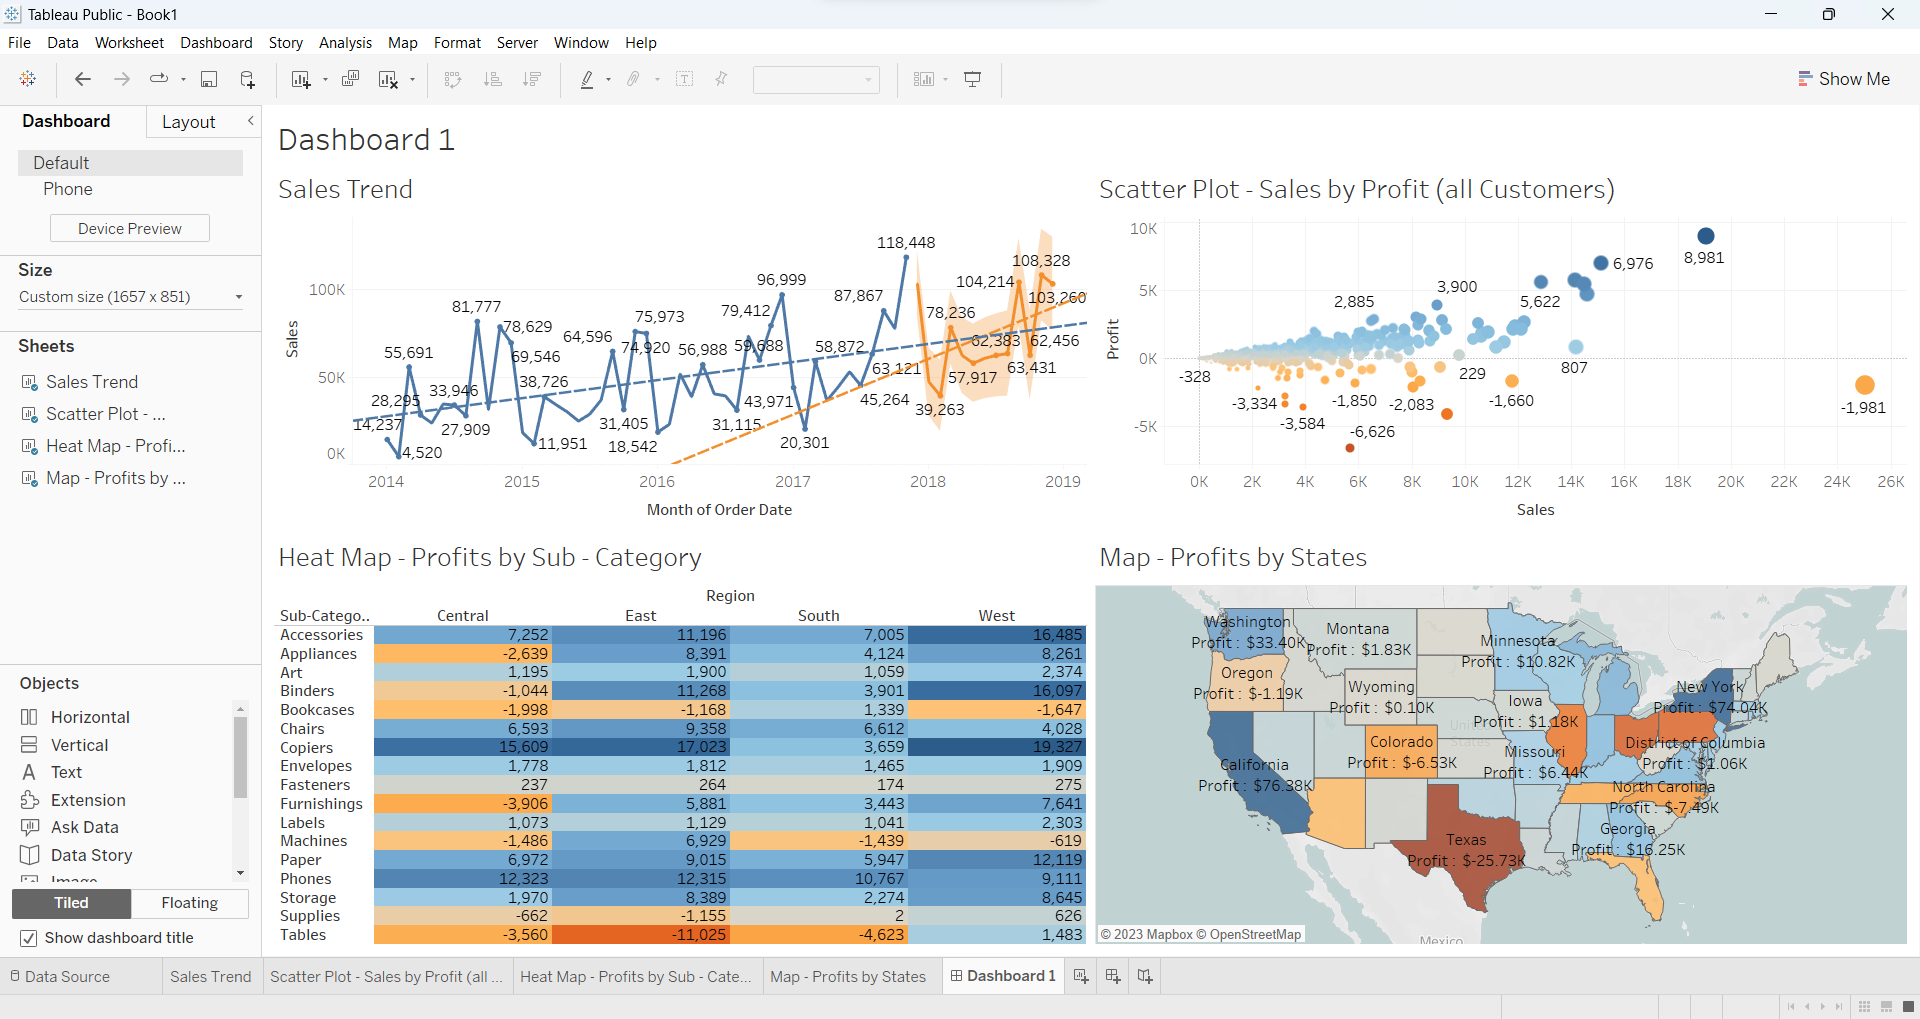 Tableau Public - Book1
File Data Worksheet Dashboard Story Analysis Map Format Server Window Help
Show Me
Dashboard Layout
Default
Phone
Device Preview
Size
Custom size (1657 x 851)
Sheets
Sales Trend
Scatter Plot - ...
Heat Map - Profi...
Map - Profits by ...
Objects
Horizontal
Vertical
Text
Extension
Ask Data
Data Story
Image
Tiled Floating
Show dashboard title
Dashboard 1
Sales Trend
Sales
100K
50K
0K
118,448
108,328
96,999
104,214
87,867
103,260
81,777
79,412
75,973
78,236
78,629
64,596
74,920
56,988
59,688
62,383
62,456
55,691
69,546
58,872
63,121
57,917
63,431
38,726
33,946
28,295
43,971
45,264
39,263
14,237
27,909
31,405
31,115
4,520
11,951
18,542
20,301
2014 2015 2016 2017 2018 2019
Month of Order Date
Scatter Plot - Sales by Profit (all Customers)
Profit
10K
5K
0K
-5K
8,981
6,976
3,900
2,885
5,622
807
-328
229
-3,334
-1,850
-2,083
-1,660
-1,981
-3,584
-6,626
0K 2K 4K 6K 8K 10K 12K 14K 16K 18K 20K 22K 24K 26K
Sales
Heat Map - Profits by Sub - Category
Region
Sub-Catego.. Central East South West
Accessories 7,252 11,196 7,005 16,485
Appliances -2,639 8,391 4,124 8,261
Art 1,195 1,900 1,059 2,374
Binders -1,044 11,268 3,901 16,097
Bookcases -1,998 -1,168 1,339 -1,647
Chairs 6,593 9,358 6,612 4,028
Copiers 15,609 17,023 3,659 19,327
Envelopes 1,778 1,812 1,465 1,909
Fasteners 237 264 174 275
Furnishings -3,906 5,881 3,443 7,641
Labels 1,073 1,129 1,041 2,303
Machines -1,486 6,929 -1,439 -619
Paper 6,972 9,015 5,947 12,119
Phones 12,323 12,315 10,767 9,111
Storage 1,970 8,389 2,274 8,645
Supplies -662 -1,155 2 626
Tables -3,560 -11,025 -4,623 1,483
Map - Profits by States
Washington
Profit : $33.40K
Montana
Profit : $1.83K
Minnesota
Profit : $10.82K
Oregon
Profit : $-1.19K
Wyoming
Profit : $0.10K
Iowa
Profit : $1.18K
New York
Profit : $74.04K
United States
Colorado
Profit : $-6.53K
Missouri
Profit : $6.44K
District of Columbia
Profit : $1.06K
California
Profit : $76.38K
North Carolina
Profit : $-7.49K
Georgia
Profit : $16.25K
Texas
Profit : $-25.73K
Mexico
© 2023 Mapbox © OpenStreetMap
Data Source Sales Trend Scatter Plot - Sales by Profit (all ... Heat Map - Profits by Sub - Cate... Map - Profits by States Dashboard 1